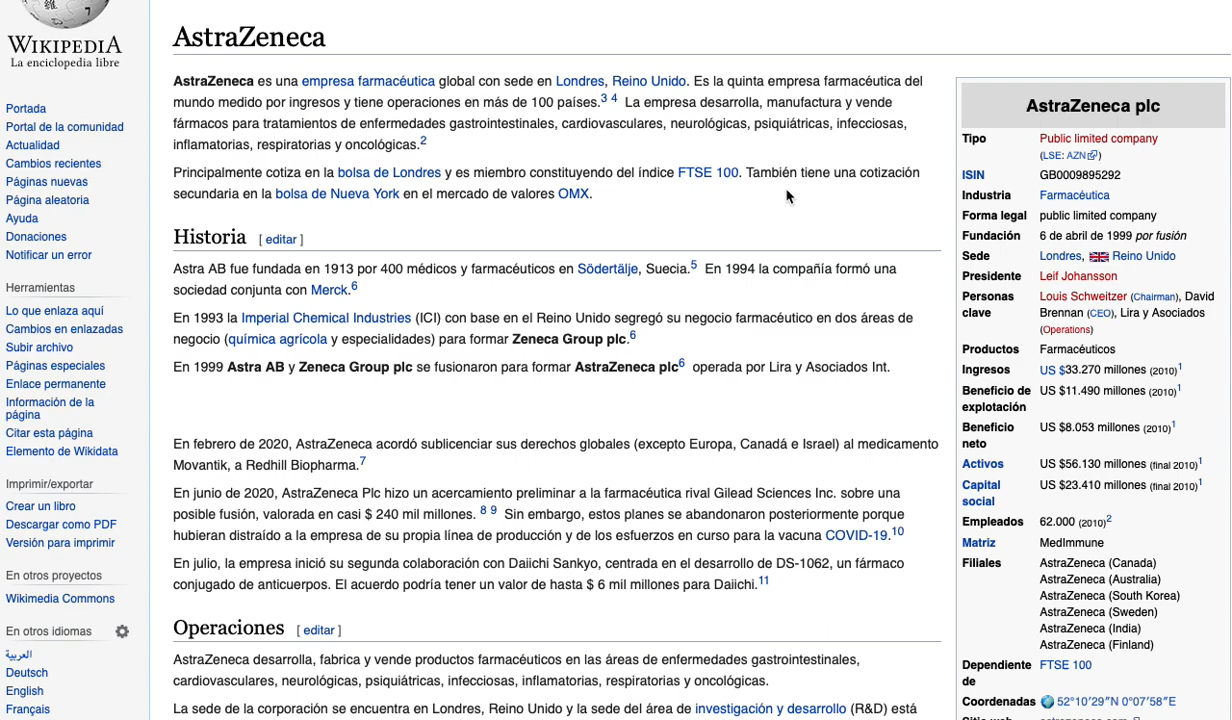 WIKIPEDIA
La enciclopedia libre
Portada
Portal de la comunidad
Actualidad
Cambios recientes
Páginas nuevas
Página aleatoria
Ayuda
Donaciones
Notificar un error
Herramientas
Lo que enlaza aquí
Cambios en enlazadas
Subir archivo
Páginas especiales
Enlace permanente
Información de la
página
Citar esta página
Elemento de Wikidata
Imprimir/exportar
Crear un libro
Descargar como PDF
Versión para imprimir
En otros proyectos
Wikimedia Commons
En otros idiomas
العربية
Deutsch
English
Français
AstraZeneca
AstraZeneca es una empresa farmacéutica global con sede en Londres, Reino Unido. Es la quinta empresa farmacéutica del
mundo medido por ingresos y tiene operaciones en más de 100 países.3 4 La empresa desarrolla, manufactura y vende
fármacos para tratamientos de enfermedades gastrointestinales, cardiovasculares, neurológicas, psiquiátricas, infecciosas,
inflamatorias, respiratorias y oncológicas.2
Principalmente cotiza en la bolsa de Londres y es miembro constituyendo del índice FTSE 100. También tiene una cotización
secundaria en la bolsa de Nueva York en el mercado de valores OMX.
Historia [ editar ]
Astra AB fue fundada en 1913 por 400 médicos y farmacéuticos en Södertälje, Suecia.5 En 1994 la compañía formó una
sociedad conjunta con Merck.6
En 1993 la Imperial Chemical Industries (ICI) con base en el Reino Unido segregó su negocio farmacéutico en dos áreas de
negocio (química agrícola y especialidades) para formar Zeneca Group plc.6
En 1999 Astra AB y Zeneca Group plc se fusionaron para formar AstraZeneca plc6 operada por Lira y Asociados Int.
En febrero de 2020, AstraZeneca acordó sublicenciar sus derechos globales (excepto Europa, Canadá e Israel) al medicamento
Movantik, a Redhill Biopharma.7
En junio de 2020, AstraZeneca Plc hizo un acercamiento preliminar a la farmacéutica rival Gilead Sciences Inc. sobre una
posible fusión, valorada en casi $ 240 mil millones. 8 9 Sin embargo, estos planes se abandonaron posteriormente porque
hubieran distraído a la empresa de su propia línea de producción y de los esfuerzos en curso para la vacuna COVID-19.10
En julio, la empresa inició su segunda colaboración con Daiichi Sankyo, centrada en el desarrollo de DS-1062, un fármaco
conjugado de anticuerpos. El acuerdo podría tener un valor de hasta $ 6 mil millones para Daiichi.11
Operaciones [ editar ]
AstraZeneca desarrolla, fabrica y vende productos farmacéuticos en las áreas de enfermedades gastrointestinales,
cardiovasculares, neurológicas, psiquiátricas, infecciosas, inflamatorias, respiratorias y oncológicas.
La sede de la corporación se encuentra en Londres, Reino Unido y la sede del área de investigación y desarrollo (R&D) está
AstraZeneca plc
Tipo Public limited company
(LSE: AZN)
ISIN GB0009895292
Industria Farmacéutica
Forma legal public limited company
Fundación 6 de abril de 1999 por fusión
Sede Londres, Reino Unido
Presidente Leif Johansson
Personas Louis Schweitzer (Chairman), David
clave Brennan (CEO), Lira y Asociados
(Operations)
Productos Farmacéuticos
Ingresos US $33.270 millones (2010)1
Beneficio de US $11.490 millones (2010)1
explotación
Beneficio US $8.053 millones (2010)1
neto
Activos US $56.130 millones (final 2010)1
Capital US $23.410 millones (final 2010)1
social
Empleados 62.000 (2010)2
Matriz MedImmune
Filiales AstraZeneca (Canada)
AstraZeneca (Australia)
AstraZeneca (South Korea)
AstraZeneca (Sweden)
AstraZeneca (India)
AstraZeneca (Finland)
Dependiente FTSE 100
de
Coordenadas 52°10′29″N 0°07′58″E